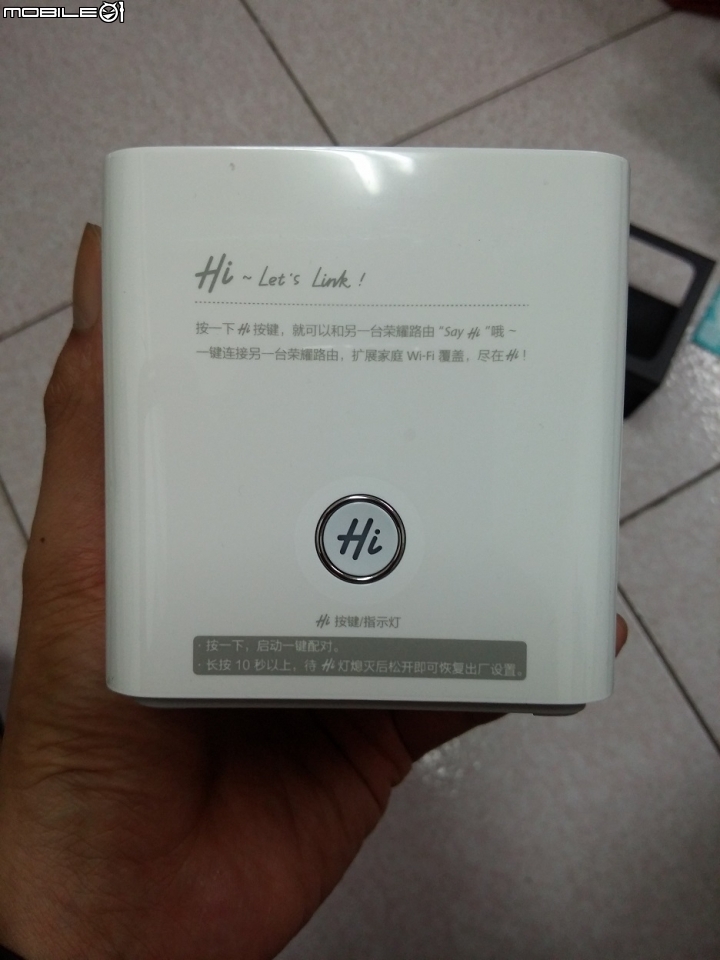 MOBILE01
Hi ~ Let's Link!
按一下 Hi 按键，就可以和另一台荣耀路由 “Say Hi” 哦 ~
一键连接另一台荣耀路由，扩展家庭 Wi-Fi 覆盖，尽在 Hi!
Hi
Hi 按键/指示灯
· 按一下，启动一键配对。
· 长按 10 秒以上，待 Hi 灯熄灭后松开即可恢复出厂设置。